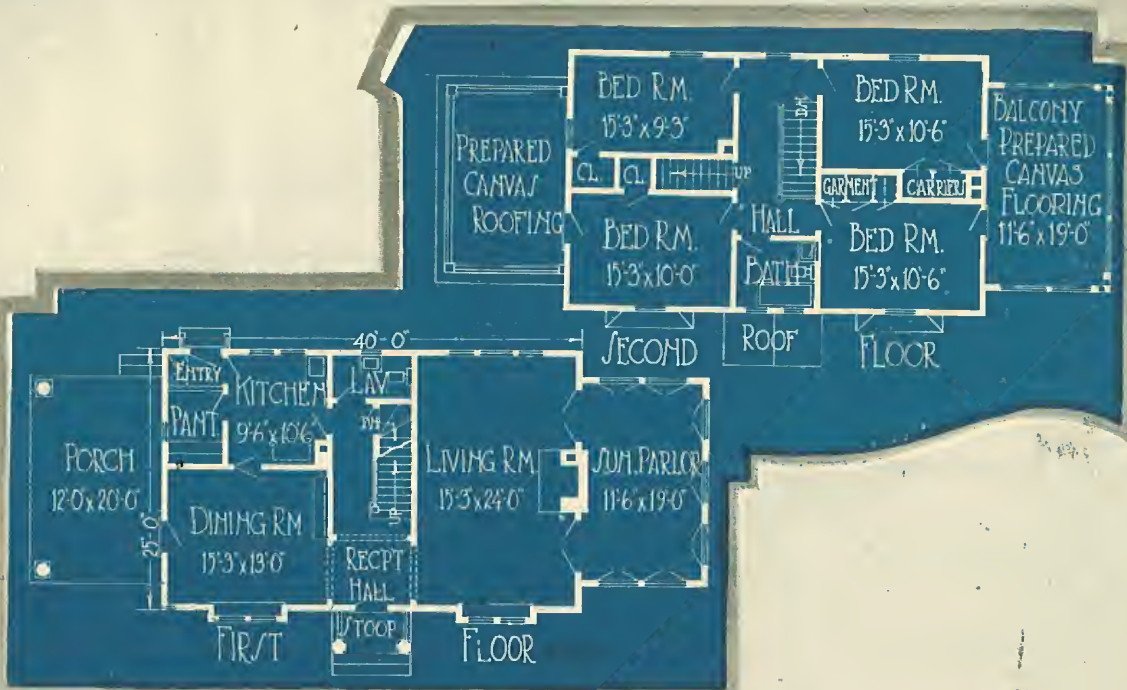 BED RM.
15'-3" x 9'-3"
BED RM.
15'-3" x 10'-6"
BALCONY
PREPARED
CANVAS
FLOORING
11'-6" x 19'-0"
PREPARED
CANVAS
ROOFING
DN
CL
CL
UP
GARMENT
CARRIERS
HALL
BED RM.
15'-3" x 10'-0"
BATH
BED RM.
15'-3" x 10'-6"
SECOND
ROOF
FLOOR
40'-0"
ENTRY
KITCHEN
9'-6" x 10'6
LAV
PANT.
DN
PORCH
12'-0" x 20'-0"
LIVING RM.
15'-3" x 24'-0"
SUN. PARLOR
11'-6" x 19'-0"
UP
25'-0"
DINING RM
15'-3" x 13'-0"
RECPT
HALL
STOOP
FIRST
FLOOR